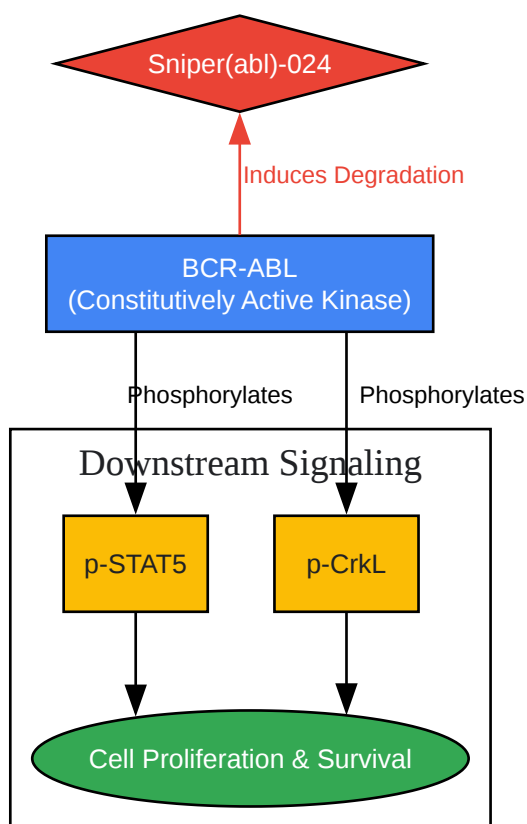 Sniper(abl)-024
Induces Degradation
BCR-ABL
(Constitutively Active Kinase)
Phosphorylates
Phosphorylates
Downstream Signaling
p-STAT5
p-CrkL
Cell Proliferation & Survival